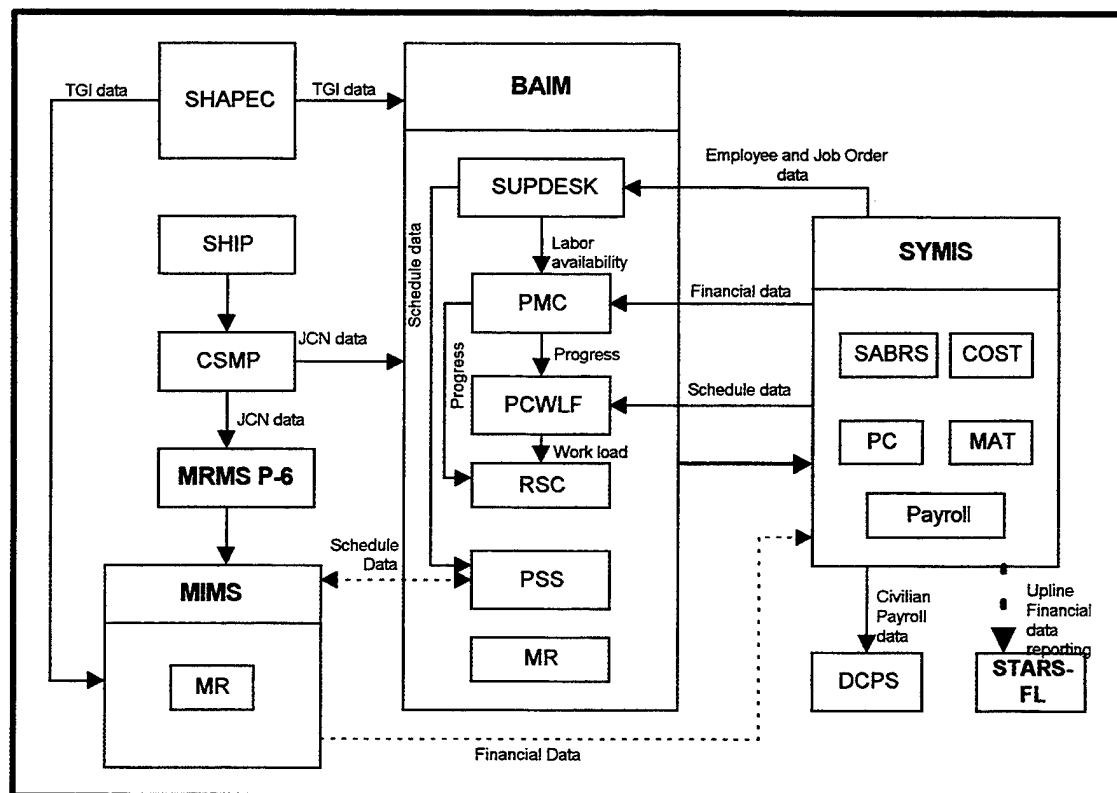 TGI data
SHAPEC
TGI data
BAIM
SUPDESK
Employee and Job Order
data
SHIP
Schedule data
Labor
availability
SYMIS
PMC
Financial data
CSMP
JCN data
Progress
Progress
SABRS
COST
PCWLF
Schedule data
JCN data
Work load
PC
MAT
MRMS P-6
RSC
Payroll
Schedule
Data
PSS
MIMS
Civilian
Payroll
data
Upline
Financial
data
reporting
MR
MR
DCPS
STARS-
FL
Financial Data